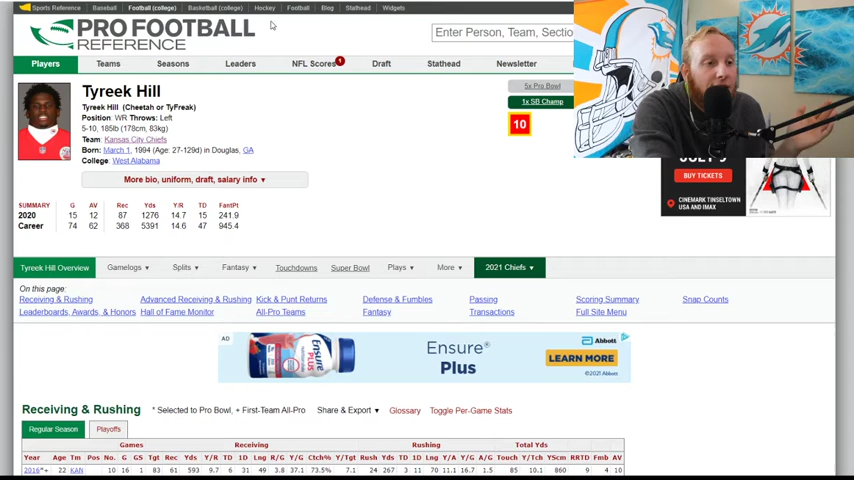 Sports Reference Baseball Football (college) Basketball (college) Hockey Football Blog Stathead Widgets
PRO FOOTBALL
REFERENCE
Enter Person, Team, Section
Players Teams Seasons Leaders NFL Scores 1 Draft Stathead Newsletter
Tyreek Hill
Tyreek Hill (Cheetah or TyFreak)
Position: WR Throws: Left
5-10, 185lb (178cm, 83kg)
Team: Kansas City Chiefs
Born: March 1, 1994 (Age: 27-129d) in Douglas, GA
College: West Alabama
5x Pro Bowl
1x SB Champ
10
More bio, uniform, draft, salary info ▼
BUY TICKETS
CINEMARK TINSELTOWN
USA AND IMAX
SUMMARY G AV Rec Yds Y/R TD FantPt
2020 15 12 87 1276 14.7 15 241.9
Career 74 62 368 5391 14.6 47 945.4
Tyreek Hill Overview Gamelogs ▼ Splits ▼ Fantasy ▼ Touchdowns Super Bowl Plays ▼ More ▼ 2021 Chiefs ▼
On this page:
Receiving & Rushing Advanced Receiving & Rushing Kick & Punt Returns Defense & Fumbles Passing Scoring Summary Snap Counts
Leaderboards, Awards, & Honors Hall of Fame Monitor All-Pro Teams Fantasy Transactions Full Site Menu
AD
Ensure
PLUS
Ensure®
Plus
Abbott
LEARN MORE
©2021 Abbott
Receiving & Rushing * Selected to Pro Bowl, + First-Team All-Pro Share & Export ▼ Glossary Toggle Per-Game Stats
Regular Season Playoffs
Games Receiving Rushing Total Yds
Year Age Tm Pos No. G GS Tgt Rec Yds Y/R TD 1D Lng R/G Y/G Ctch% Y/Tgt Rush Yds TD 1D Lng Y/A Y/G A/G Touch Y/Tch YScm RRTD Fmb AV
2016*+ 22 KAN 10 16 1 83 61 593 9.7 6 31 49 3.8 37.1 73.5% 7.1 24 267 3 11 70 11.1 16.7 1.5 85 10.1 860 9 4 10